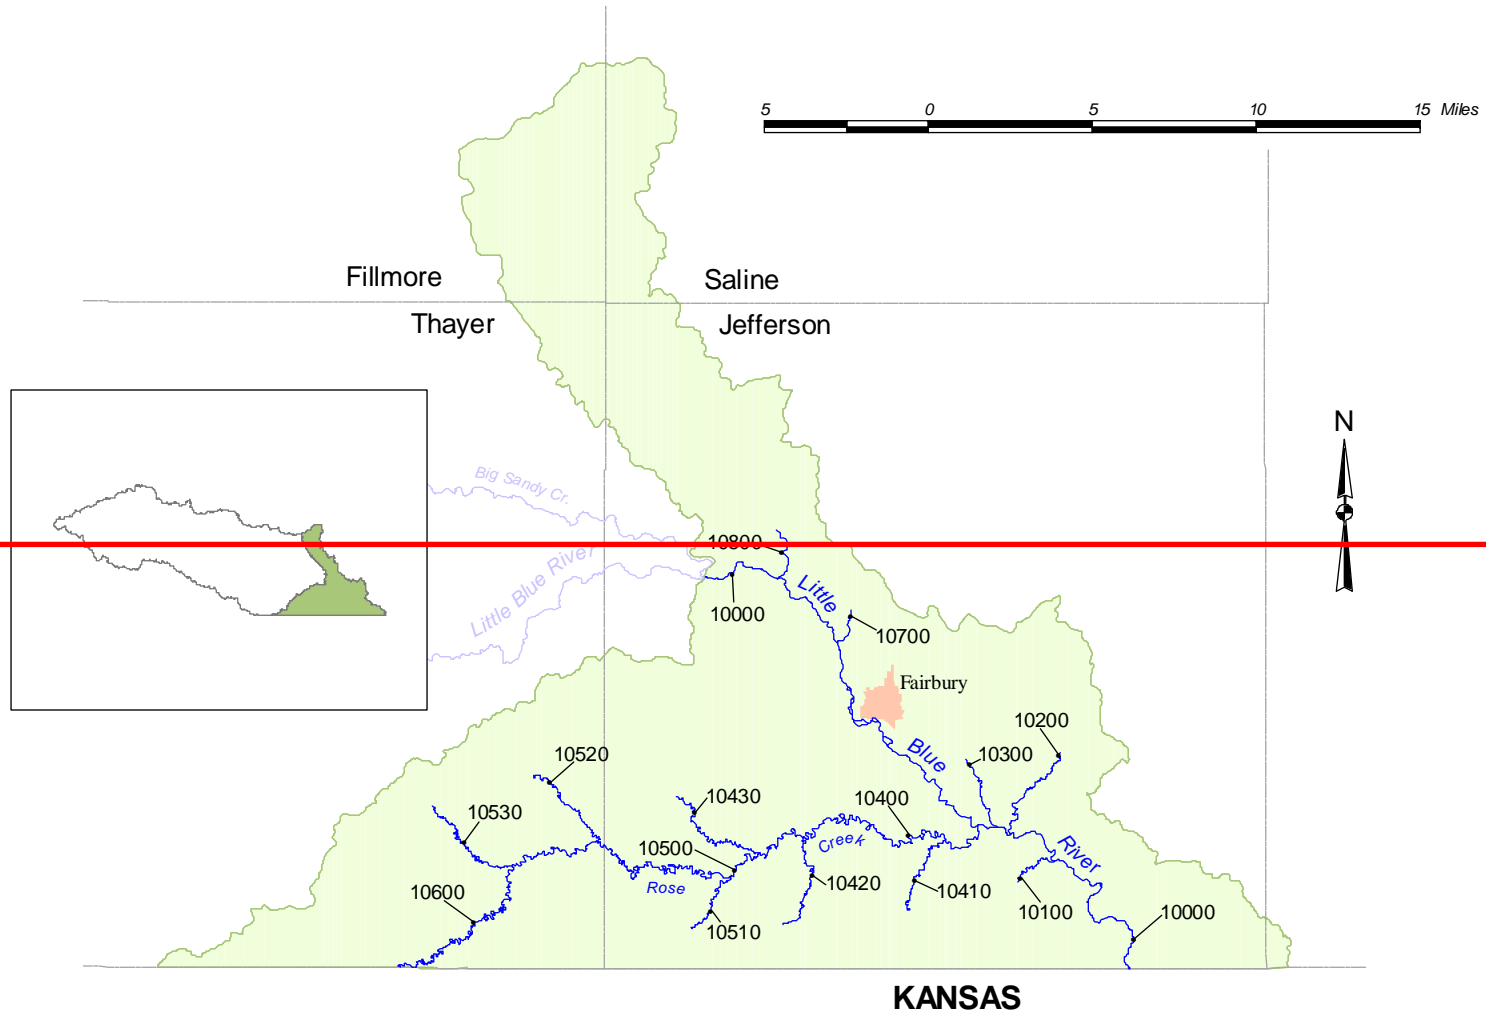 5 0 5 10 15 Miles
Fillmore
Saline
Thayer
Jefferson
N
Big Sandy Cr.
10800
Little Blue River
10000
Little
10700
Fairbury
10200
Blue
10300
10520
10430
10400
10530
Creek
10500
River
Rose
10420
10410
10600
10100
10000
10510
KANSAS